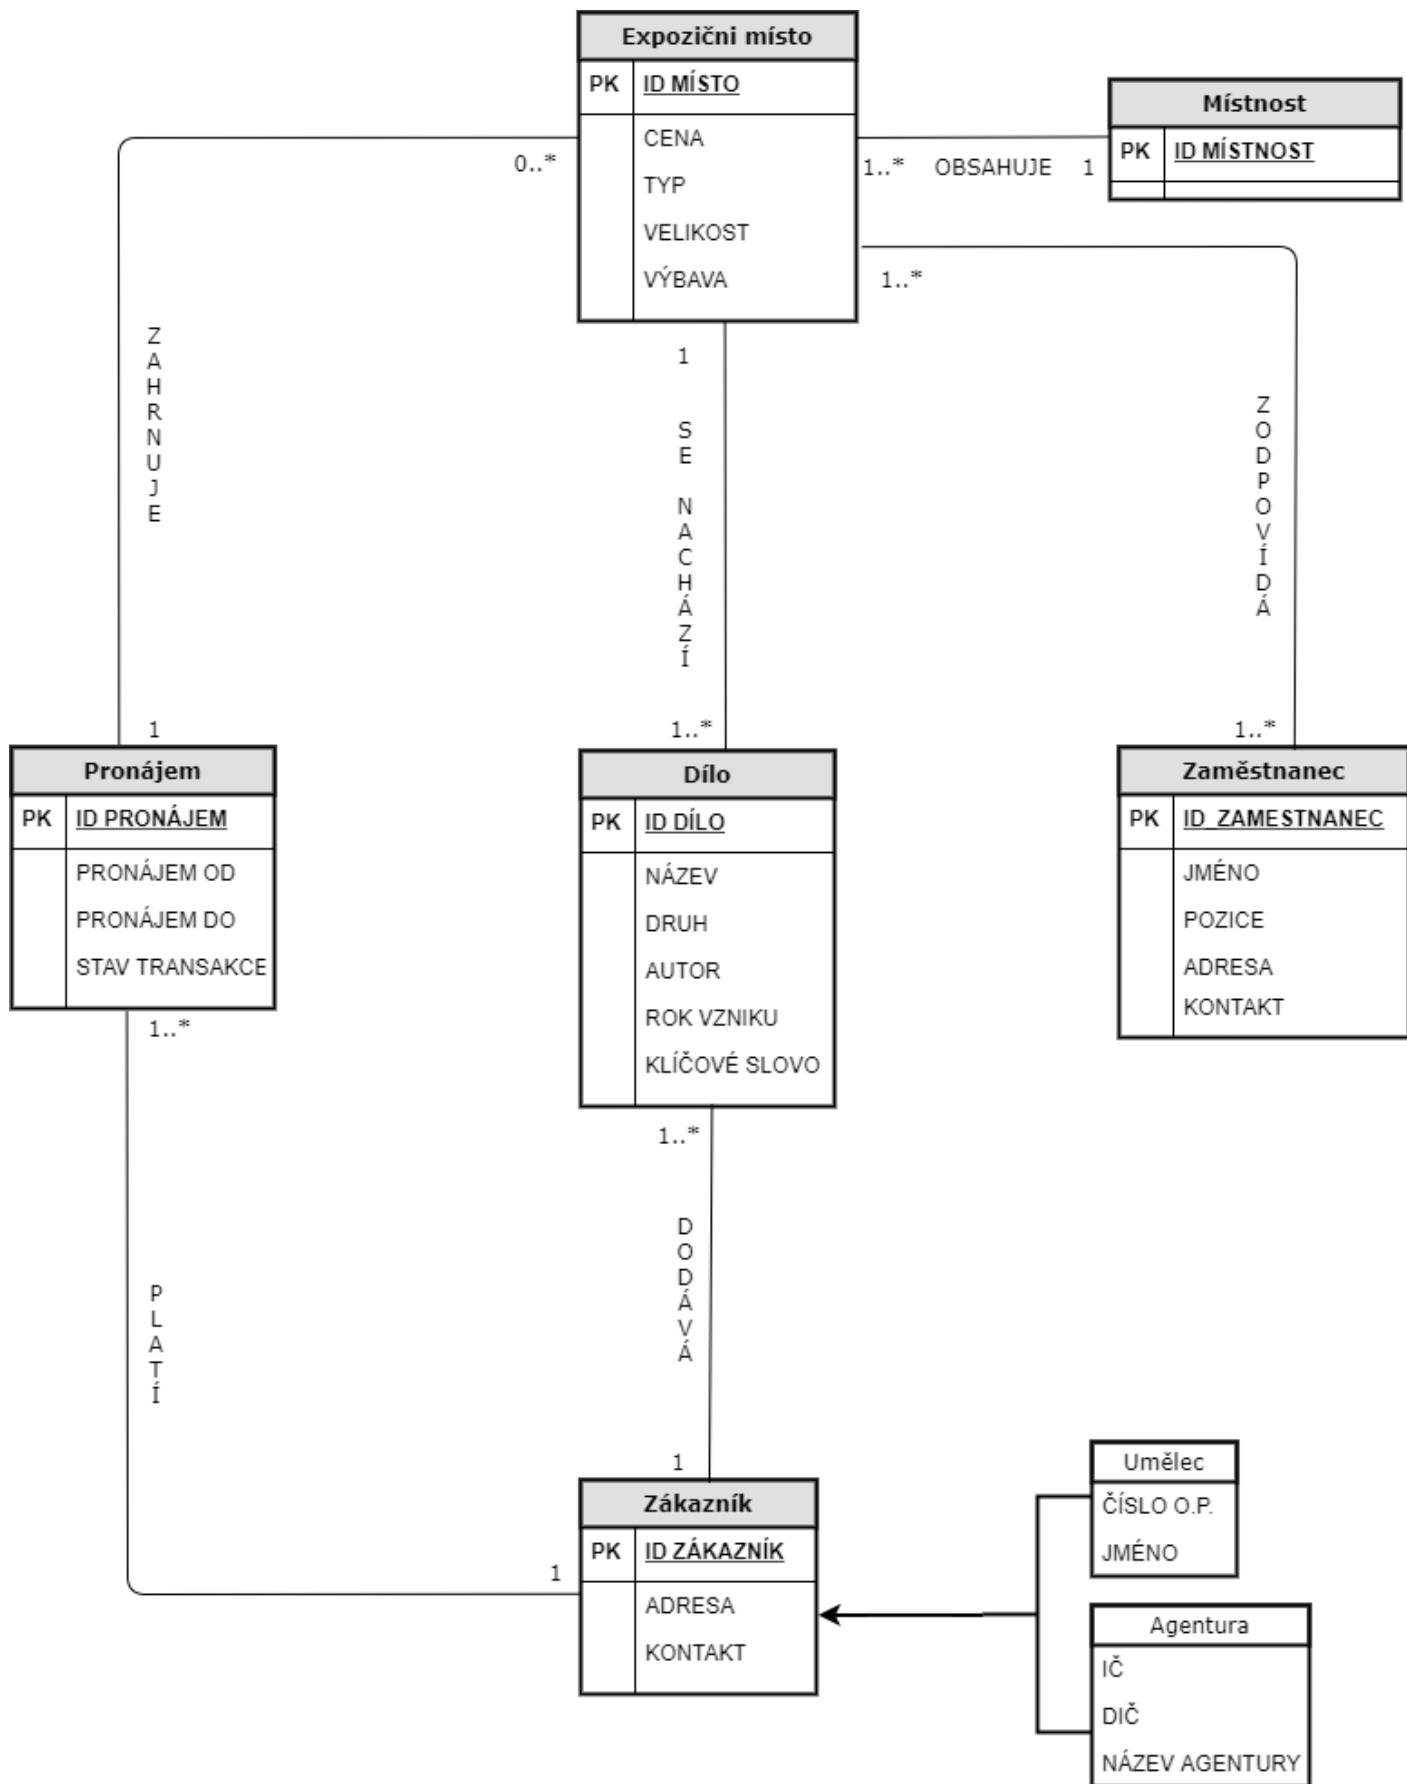 Expoziční místo
PK ID MÍSTO
CENA
TYP
VELIKOST
VÝBAVA
Místnost
PK ID MÍSTNOST
0..*
1..* OBSAHUJE 1
1..*
ZAHRNUJE
1
SE NACHÁZÍ
ZODPOVÍDÁ
1
1..*
1..*
Pronájem
PK ID PRONÁJEM
PRONÁJEM OD
PRONÁJEM DO
STAV TRANSAKCE
Dílo
PK ID DÍLO
NÁZEV
DRUH
AUTOR
ROK VZNIKU
KLÍČOVÉ SLOVO
Zaměstnanec
PK ID_ZAMESTNANEC
JMÉNO
POZICE
ADRESA
KONTAKT
1..*
1..*
PLATÍ
DODÁVÁ
1
1
Zákazník
PK ID ZÁKAZNÍK
ADRESA
KONTAKT
Umělec
ČÍSLO O.P.
JMÉNO
Agentura
IČ
DIČ
NÁZEV AGENTURY